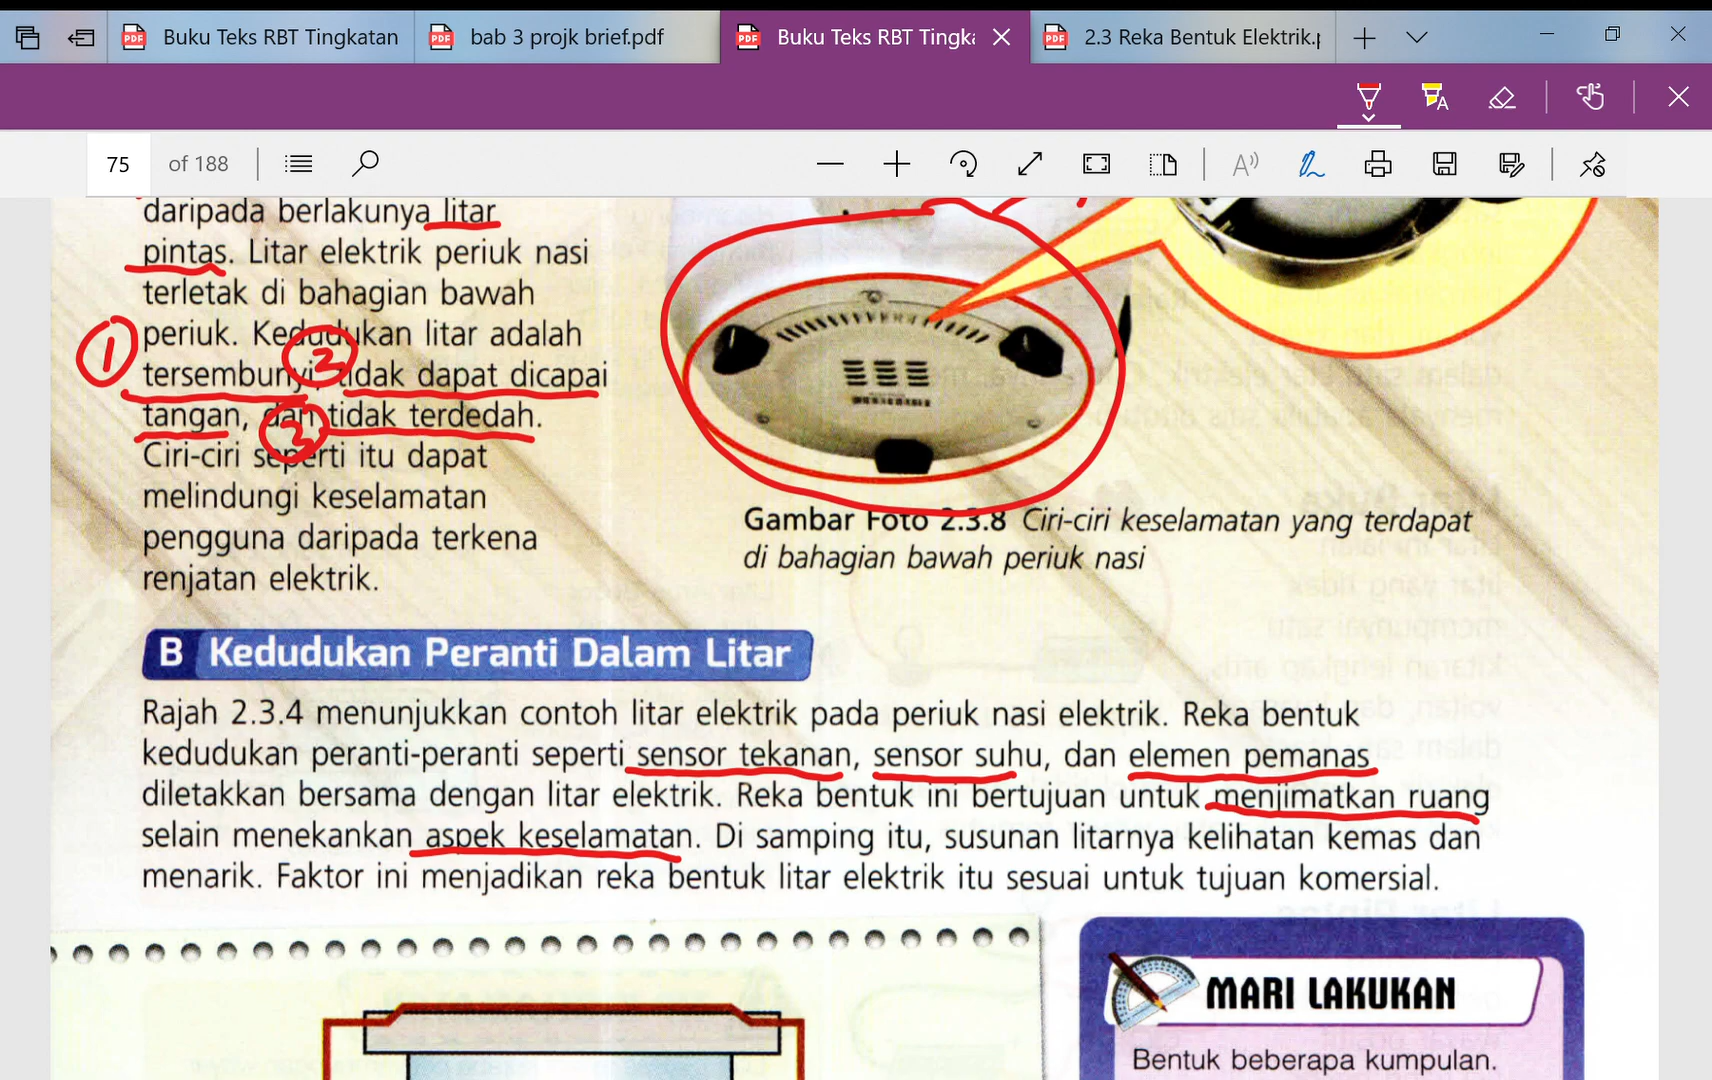 Buku Teks RBT Tingkatan
bab 3 projk brief.pdf
Buku Teks RBT Tingk
2.3 Reka Bentuk Elektrik.
75 of 188
daripada berlakunya litar
pintas. Litar elektrik periuk nasi
terletak di bahagian bawah
periuk. Kedudukan litar adalah
1
2
tersembunyi, tidak dapat dicapai
tangan, dan tidak terdedah.
3
Ciri-ciri seperti itu dapat
melindungi keselamatan
pengguna daripada terkena
renjatan elektrik.
Gambar Foto 2.3.8 Ciri-ciri keselamatan yang terdapat
di bahagian bawah periuk nasi
B Kedudukan Peranti Dalam Litar
Rajah 2.3.4 menunjukkan contoh litar elektrik pada periuk nasi elektrik. Reka bentuk
kedudukan peranti-peranti seperti sensor tekanan, sensor suhu, dan elemen pemanas
diletakkan bersama dengan litar elektrik. Reka bentuk ini bertujuan untuk menjimatkan ruang
selain menekankan aspek keselamatan. Di samping itu, susunan litarnya kelihatan kemas dan
menarik. Faktor ini menjadikan reka bentuk litar elektrik itu sesuai untuk tujuan komersial.
MARI LAKUKAN
Bentuk beberapa kumpulan.